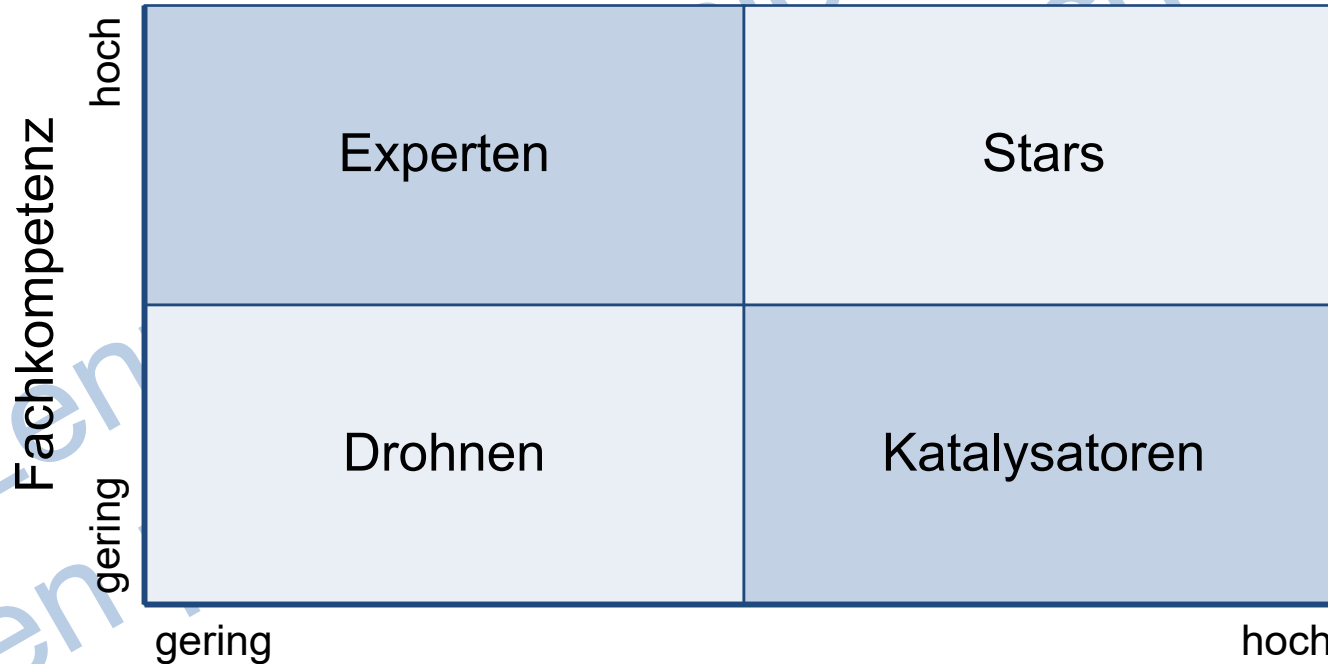 hoch
Fachkompetenz
gering
Experten
Stars
Drohnen
Katalysatoren
gering
hoch